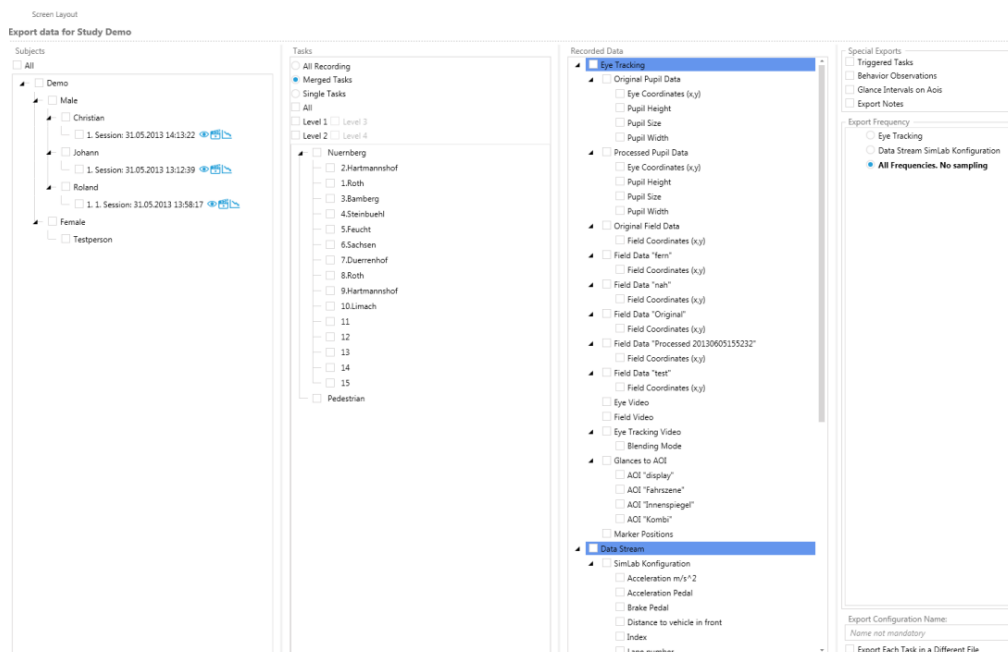 Screen Layout
Export data for Study Demo
Subjects
All
Demo
Male
Christian
1. Session: 31.05.2013 14:13:22
Johann
1. Session: 31.05.2013 13:12:39
Roland
1. 1. Session: 31.05.2013 13:58:17
Female
Testperson
Tasks
All Recording
Merged Tasks
Single Tasks
All
Level 1 Level 3
Level 2 Level 4
Nuernberg
2.Hartmannshof
1.Roth
3.Bamberg
4.Steinbuehl
5.Feucht
6.Sachsen
7.Duerrenhof
8.Roth
9.Hartmannshof
10.Limach
11
12
13
14
15
Pedestrian
Recorded Data
Eye Tracking
Original Pupil Data
Eye Coordinates (x,y)
Pupil Height
Pupil Size
Pupil Width
Processed Pupil Data
Eye Coordinates (x,y)
Pupil Height
Pupil Size
Pupil Width
Original Field Data
Field Coordinates (x,y)
Field Data "fern"
Field Coordinates (x,y)
Field Data "nah"
Field Coordinates (x,y)
Field Data "Original"
Field Coordinates (x,y)
Field Data "Processed 20130605155232"
Field Coordinates (x,y)
Field Data "test"
Field Coordinates (x,y)
Eye Video
Field Video
Eye Tracking Video
Blending Mode
Glances to AOI
AOI "display"
AOI "Fahrszene"
AOI "Innenspiegel"
AOI "Kombi"
Marker Positions
Data Stream
SimLab Konfiguration
Acceleration m/s^2
Acceleration Pedal
Brake Pedal
Distance to vehicle in front
Index
Special Exports
Triggered Tasks
Behavior Observations
Glance Intervals on Aois
Export Notes
Export Frequency
Eye Tracking
Data Stream SimLab Konfiguration
All Frequencies. No sampling
Export Configuration Name:
Name not mandatory
Export Each Task in a Different File